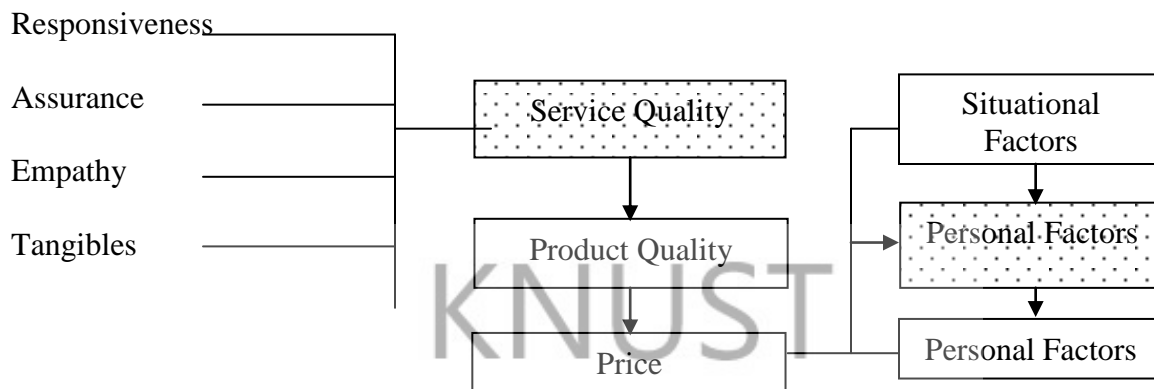 Responsiveness
Assurance
Empathy
Tangibles
Service Quality
Product Quality
Price
Situational
Factors
Personal Factors
Personal Factors
KNUST